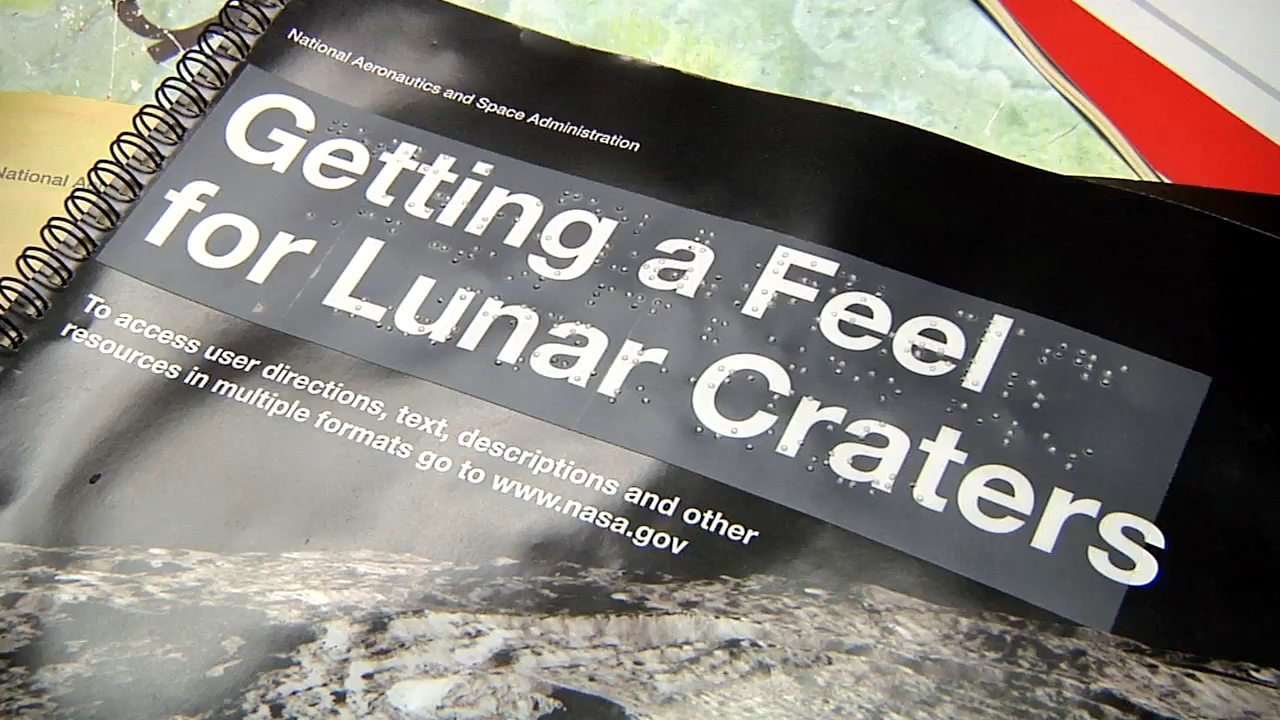 National Aeronautics and Space Administration
Getting a Feel
for Lunar Craters
To access user directions, text, descriptions and other
resources in multiple formats go to www.nasa.gov
National A